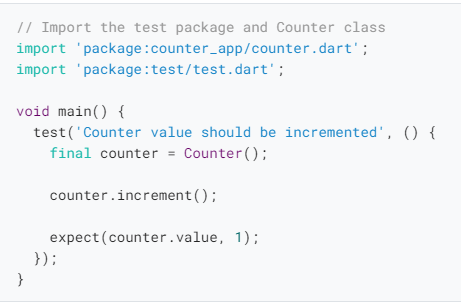 // Import the test package and Counter class
import 'package:counter_app/counter.dart';
import 'package:test/test.dart';

void main() {
  test('Counter value should be incremented', () {
    final counter = Counter();

    counter.increment();

    expect(counter.value, 1);
  });
}